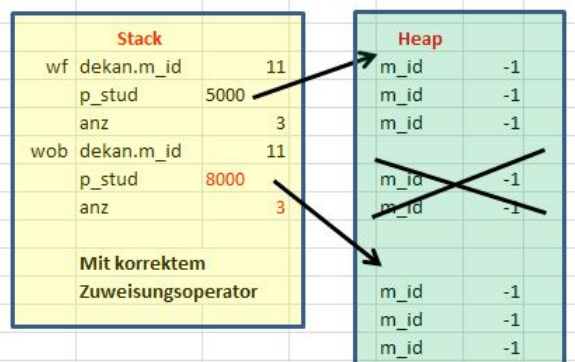 Stack
wf dekan.m_id 11
p_stud 5000
anz 3
wob dekan.m_id 11
p_stud 8000
anz 3
Mit korrektem
Zuweisungsoperator
Heap
m_id -1
m_id -1
m_id -1
m_id -1
m_id -1
m_id -1
m_id -1
m_id -1